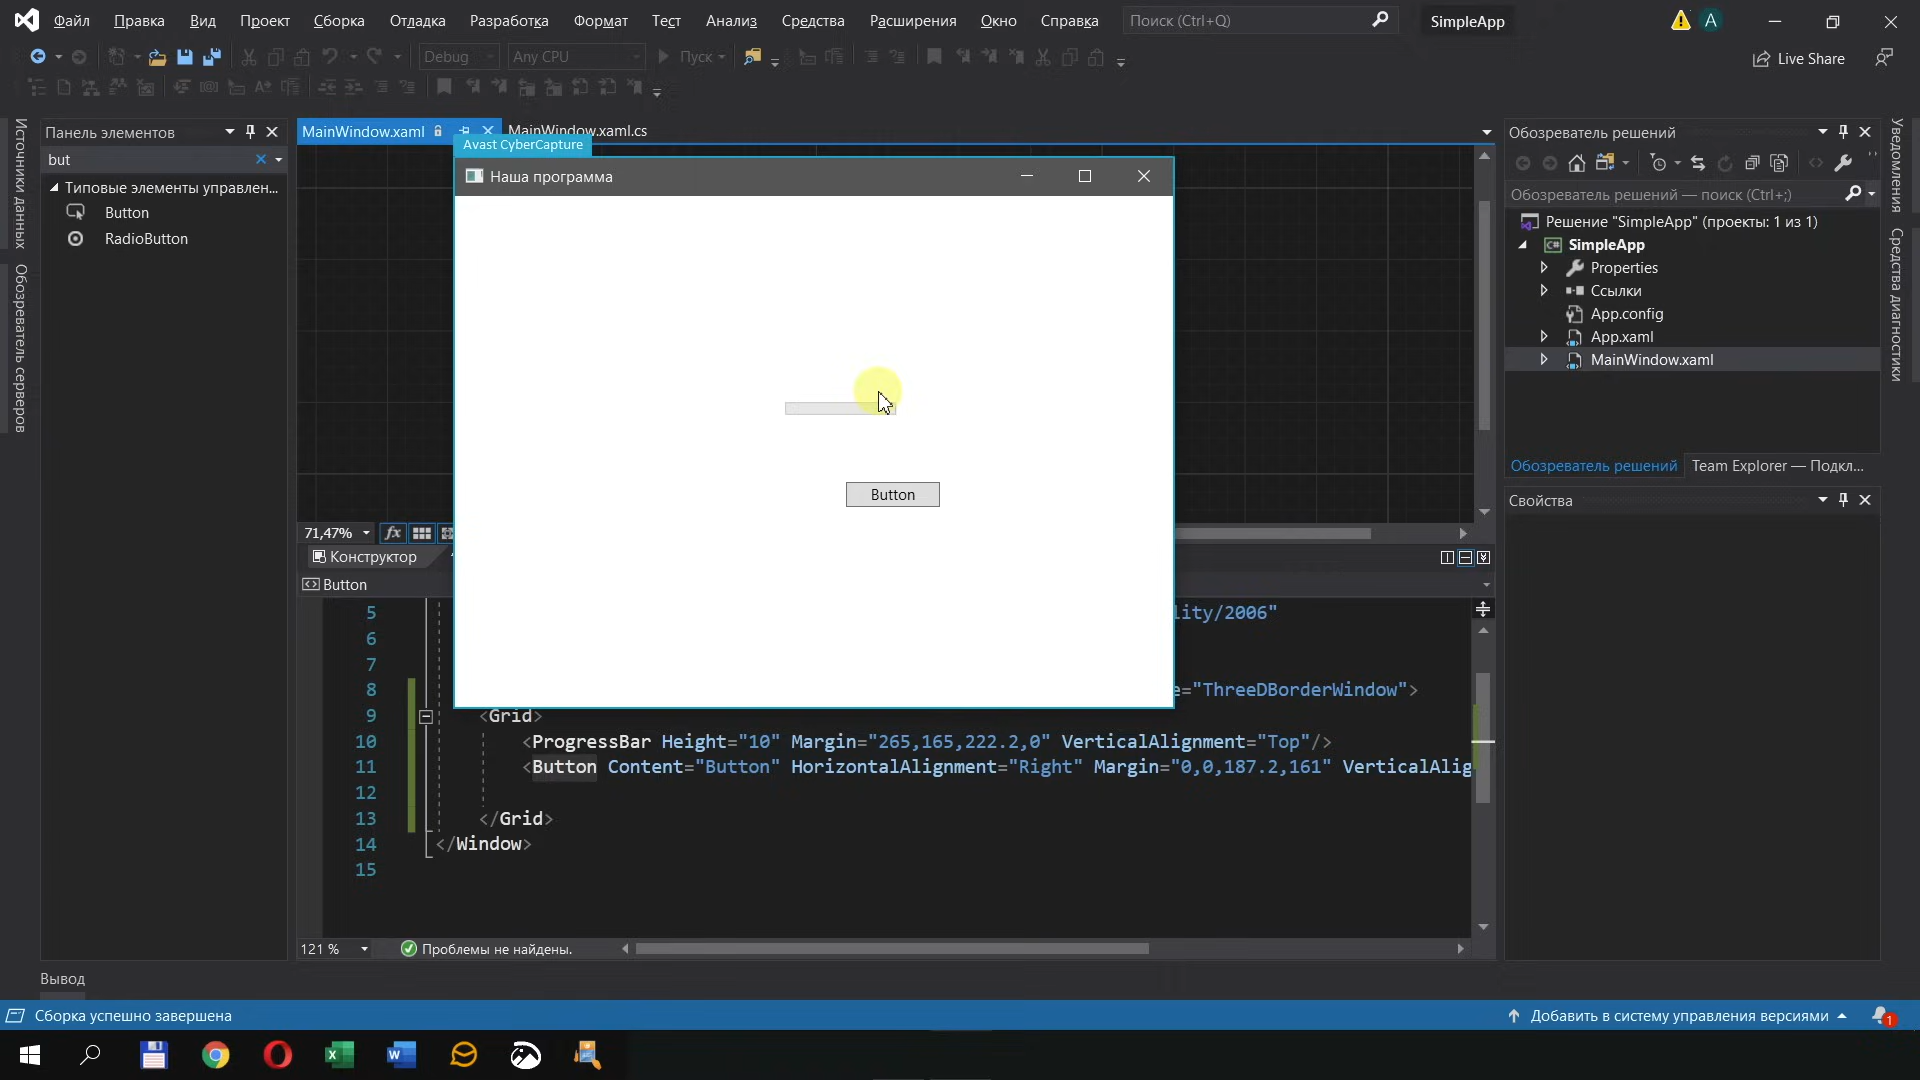 Файл Правка Вид Проект Сборка Отладка Разработка Формат Тест Анализ Средства Расширения Окно Справка Поиск (Ctrl+Q) SimpleApp A
Debug Any CPU Пуск Live Share
Источники данных
Обозреватель серверов
Панель элементов
but
Типовые элементы управлен...
Button
RadioButton
MainWindow.xaml MainWindow.xaml.cs
Avast CyberCapture
Наша программа
Button
71,47% fx
Конструктор
Button
5 lity/2006"
6
7
8 e="ThreeDBorderWindow">
9 <Grid>
10 <ProgressBar Height="10" Margin="265,165,222.2,0" VerticalAlignment="Top"/>
11 <Button Content="Button" HorizontalAlignment="Right" Margin="0,0,187.2,161" VerticalAlig
12
13 </Grid>
14 </Window>
15
121 % Проблемы не найдены.
Обозреватель решений
Обозреватель решений — поиск (Ctrl+;)
Решение "SimpleApp" (проекты: 1 из 1)
C# SimpleApp
Properties
Ссылки
App.config
App.xaml
MainWindow.xaml
Обозреватель решений Team Explorer — Подкл...
Свойства
Уведомления
Средства диагностики
Вывод
Сборка успешно завершена Добавить в систему управления версиями 1